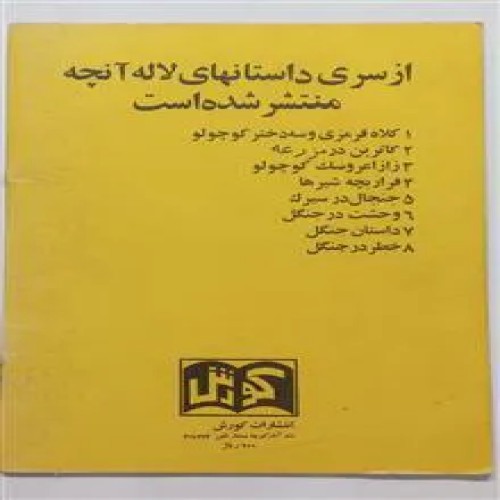 از سری داستانهای لاله آنچه
منتشر شده است
۱ کلاه قرمزی و سه دختر کوچولو
۲ کاترین در مزرعه
۳ زازا عروسک کوچولو
۴ فرار بچه شیرها
۵ جنجال در سیرک
۶ وحشت در جنگل
۷ داستان جنگل
۸ خطر در جنگل
کورش
انتشارات کورش
ریال